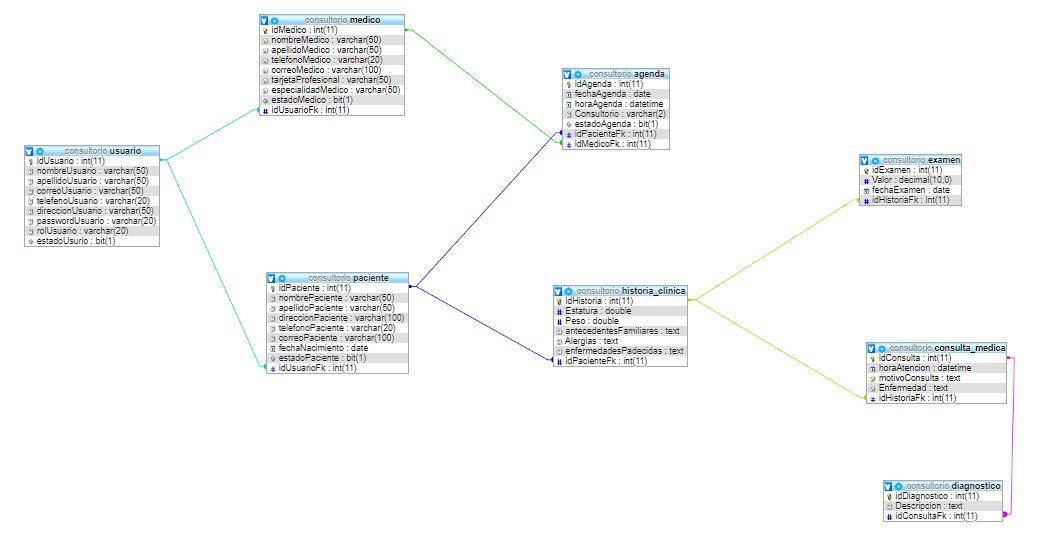 consultorio usuario
idUsuario : int(11)
nombreUsuario : varchar(50)
apellidoUsuario : varchar(50)
correoUsuario : varchar(50)
telefenoUsuario : varchar(20)
direccionUsuario : varchar(50)
passwordUsuario : varchar(20)
rolUsuario : varchar(20)
estadoUsurio : bit(1)
consultorio medico
idMedico : int(11)
nombreMedico : varchar(50)
apellidoMedico : varchar(50)
telefonoMedico : varchar(20)
correoMedico : varchar(100)
tarjetaProfesional : varchar(50)
especialidadMedico : varchar(50)
estadoMedico : bit(1)
idUsuarioFk : int(11)
consultorio paciente
idPaciente : int(11)
nombrePaciente : varchar(50)
apellidoPaciente : varchar(50)
direccionPaciente : varchar(100)
telefonoPaciente : varchar(20)
correoPaciente : varchar(100)
fechaNacimiento : date
estadoPaciente : bit(1)
idUsuarioFk : int(11)
consultorio agenda
idAgenda : int(11)
fechaAgenda : date
horaAgenda : datetime
Consultorio : varchar(2)
estadoAgenda : bit(1)
idPacienteFk : int(11)
idMedicoFk : int(11)
consultorio historia_clinica
idHistoria : int(11)
Estatura : double
Peso : double
antecedentesFamiliares : text
Alergias : text
enfermedadesPadecidas : text
idPacienteFk : int(11)
consultorio examen
idExamen : int(11)
Valor : decimal(10,0)
fechaExamen : date
idHistoriaFk : int(11)
consultorio consulta_medica
idConsulta : int(11)
horaAtencion : datetime
motivoConsulta : text
Enfermedad : text
idHistoriaFk : int(11)
consultorio diagnostico
idDiagnostico : int(11)
Descripcion : text
idConsultaFk : int(11)